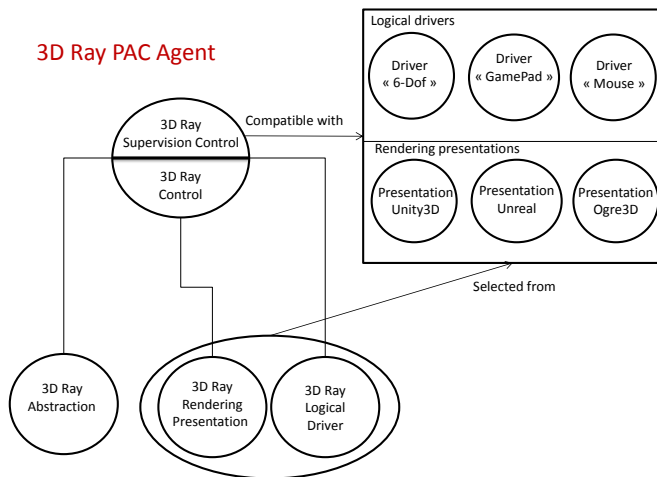 3D Ray PAC Agent
Logical drivers
Driver
« 6-Dof »
Driver
« GamePad »
Driver
« Mouse »
Compatible with
3D Ray
Supervision Control
3D Ray
Control
Rendering presentations
Presentation
Unity3D
Presentation
Unreal
Presentation
Ogre3D
Selected from
3D Ray
Abstraction
3D Ray
Rendering
Presentation
3D Ray
Logical
Driver